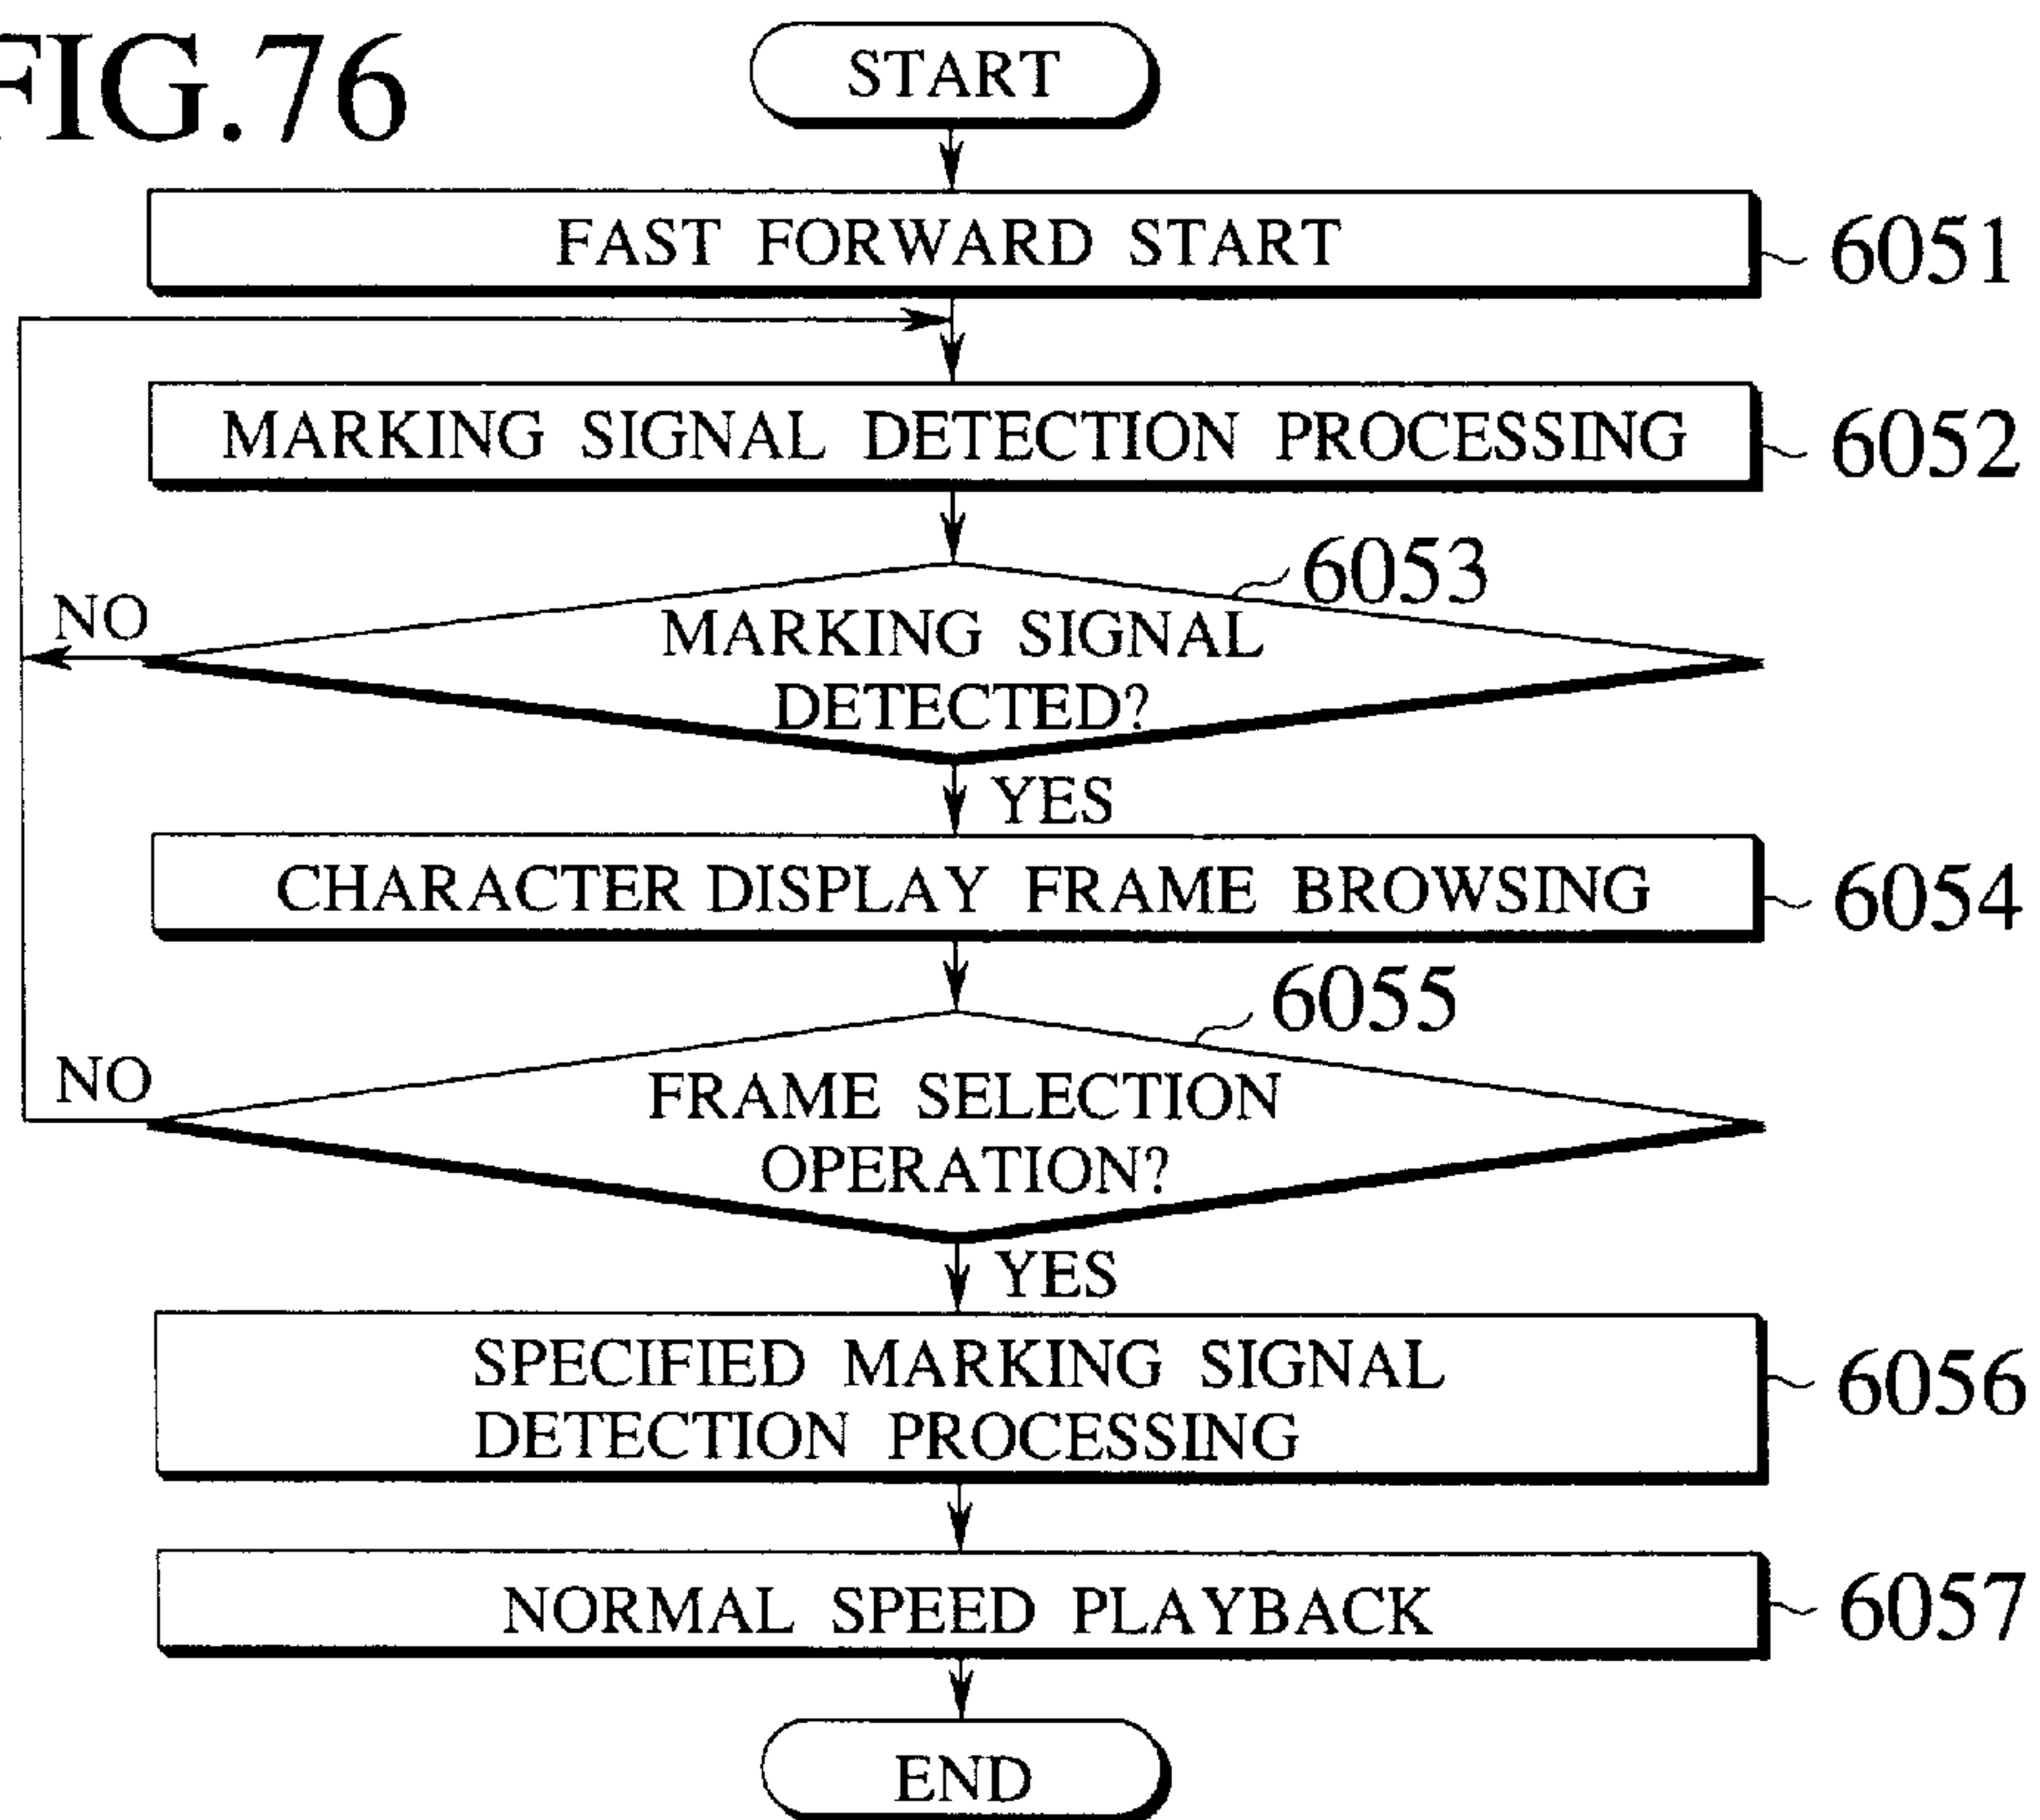 FIG.76
START
FAST FORWARD START
6051
MARKING SIGNAL DETECTION PROCESSING
6052
6053
NO
MARKING SIGNAL
DETECTED?
YES
CHARACTER DISPLAY FRAME BROWSING
6054
6055
NO
FRAME SELECTION
OPERATION?
YES
SPECIFIED MARKING SIGNAL
DETECTION PROCESSING
6056
NORMAL SPEED PLAYBACK
6057
END